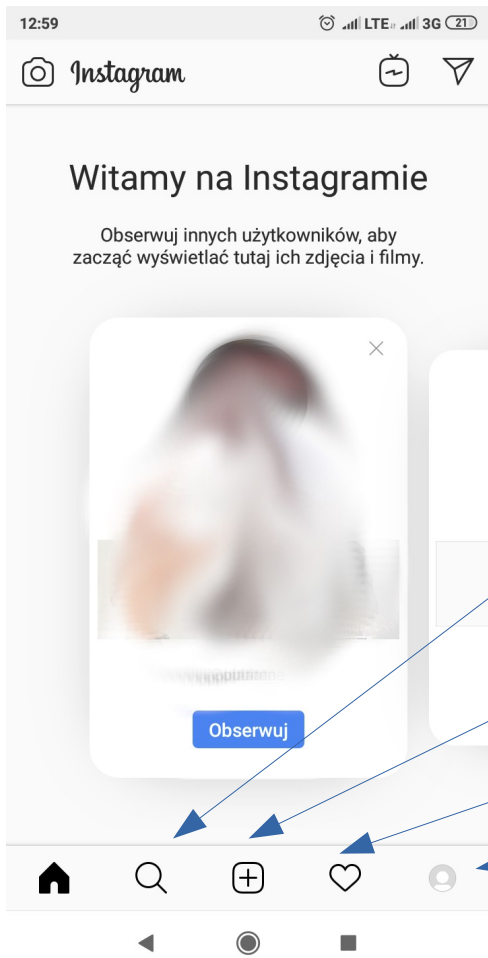 12:59 LTE 3G 21
Instagram
Witamy na Instagramie
Obserwuj innych użytkowników, aby
zacząć wyświetlać tutaj ich zdjęcia i filmy.
Obserwuj